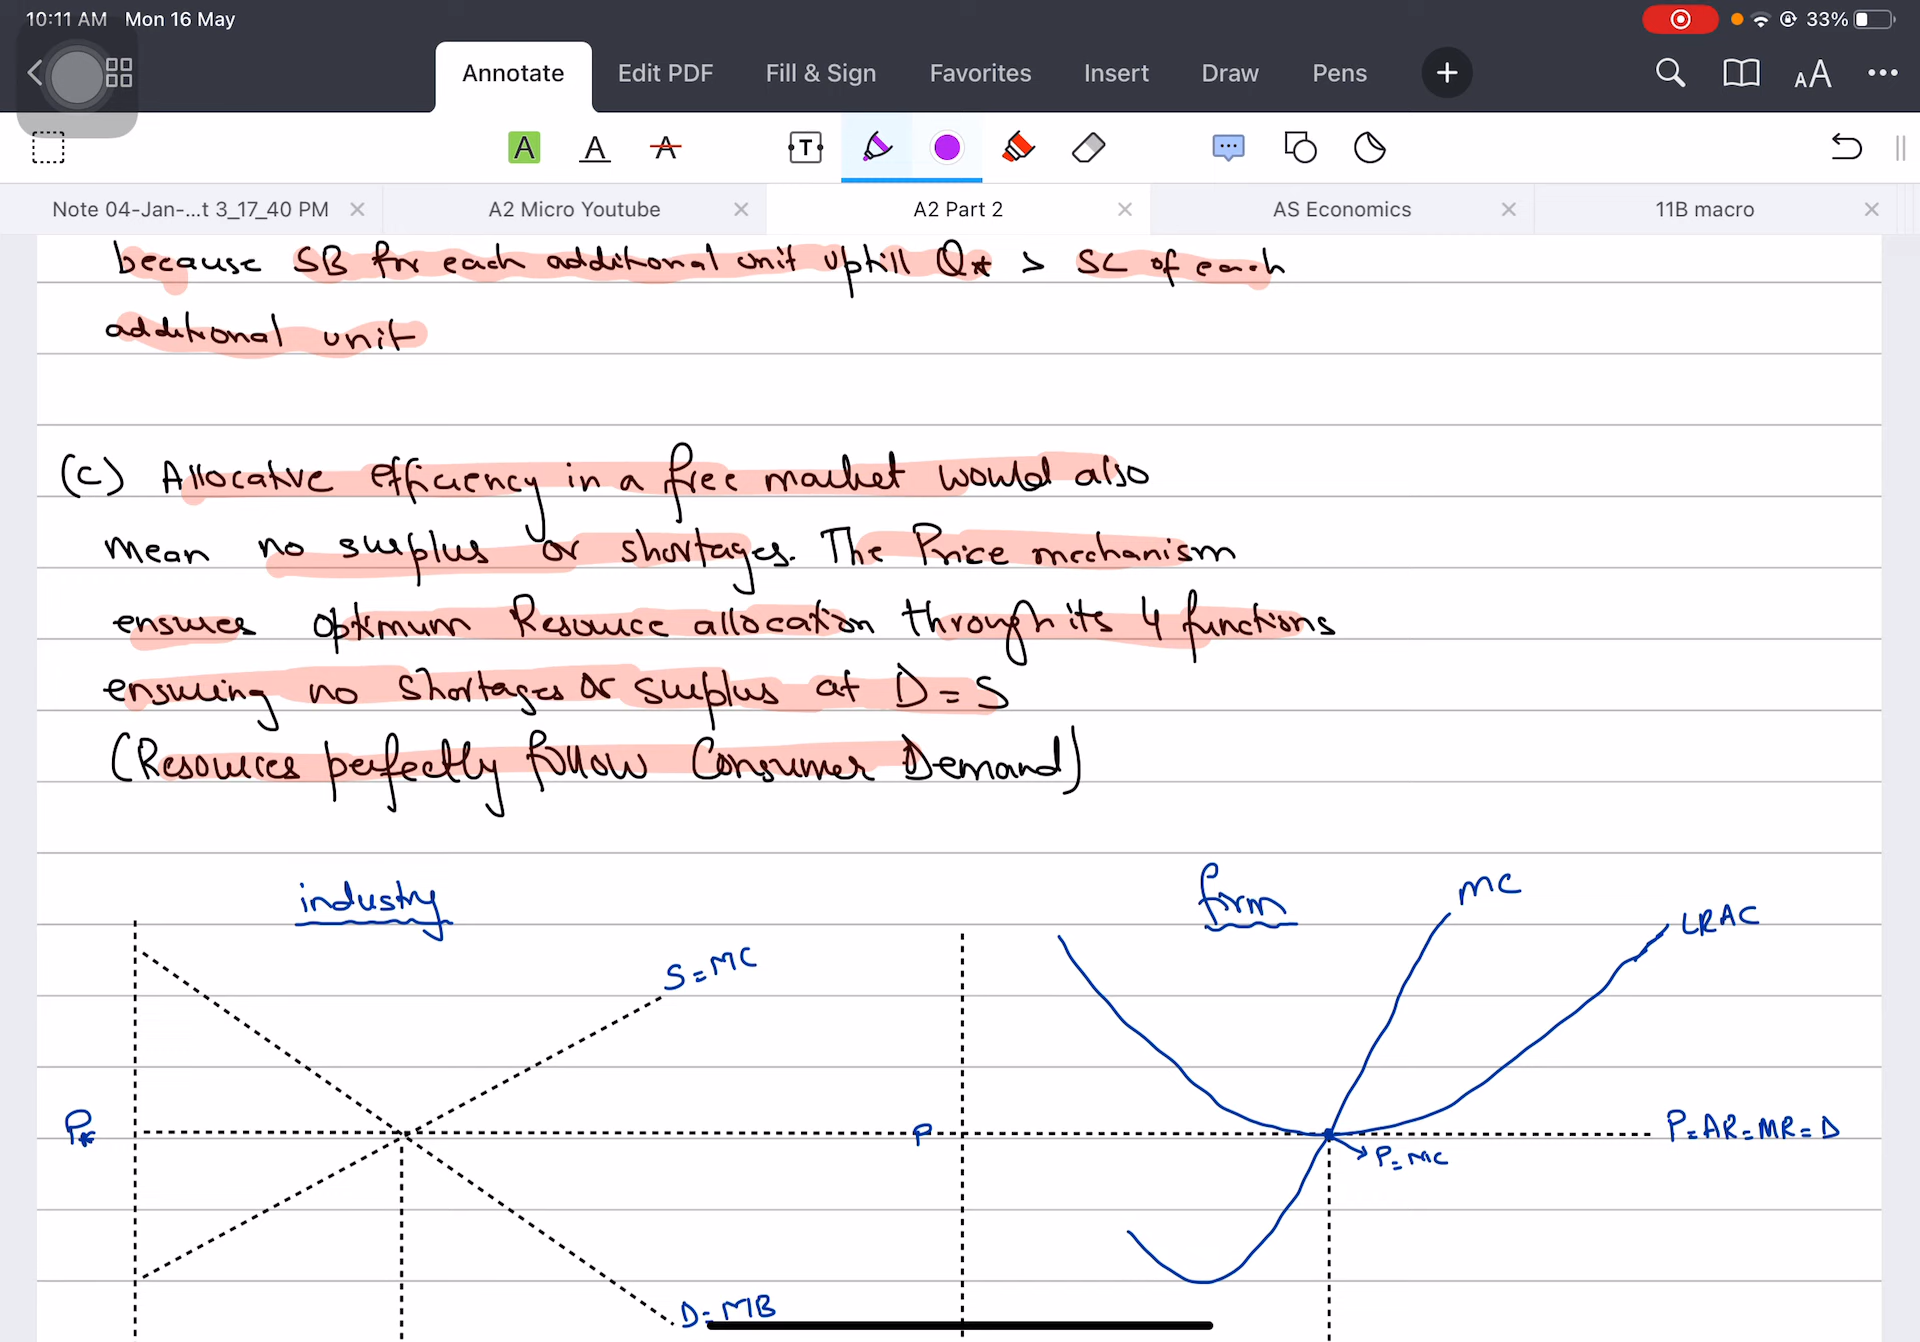 10:11 AM Mon 16 May
33%
Annotate Edit PDF Fill & Sign Favorites Insert Draw Pens
AA
A A A T
Note 04-Jan-...t 3_17_40 PM A2 Micro Youtube A2 Part 2 AS Economics 11B macro
because SB for each additional unit uptill Q* > SC of each
additional unit
(c) Allocative efficiency in a free market would also
mean no surplus or shortages. The Price mechanism
ensures optimum Resource allocation through its 4 functions
ensuring no shortages or surplus at D = S
(Resources perfectly follow Consumer Demand)
industry
firm
MC
LRAC
S = MC
P*
P
P = AR = MR = D
P = MC
D = MB